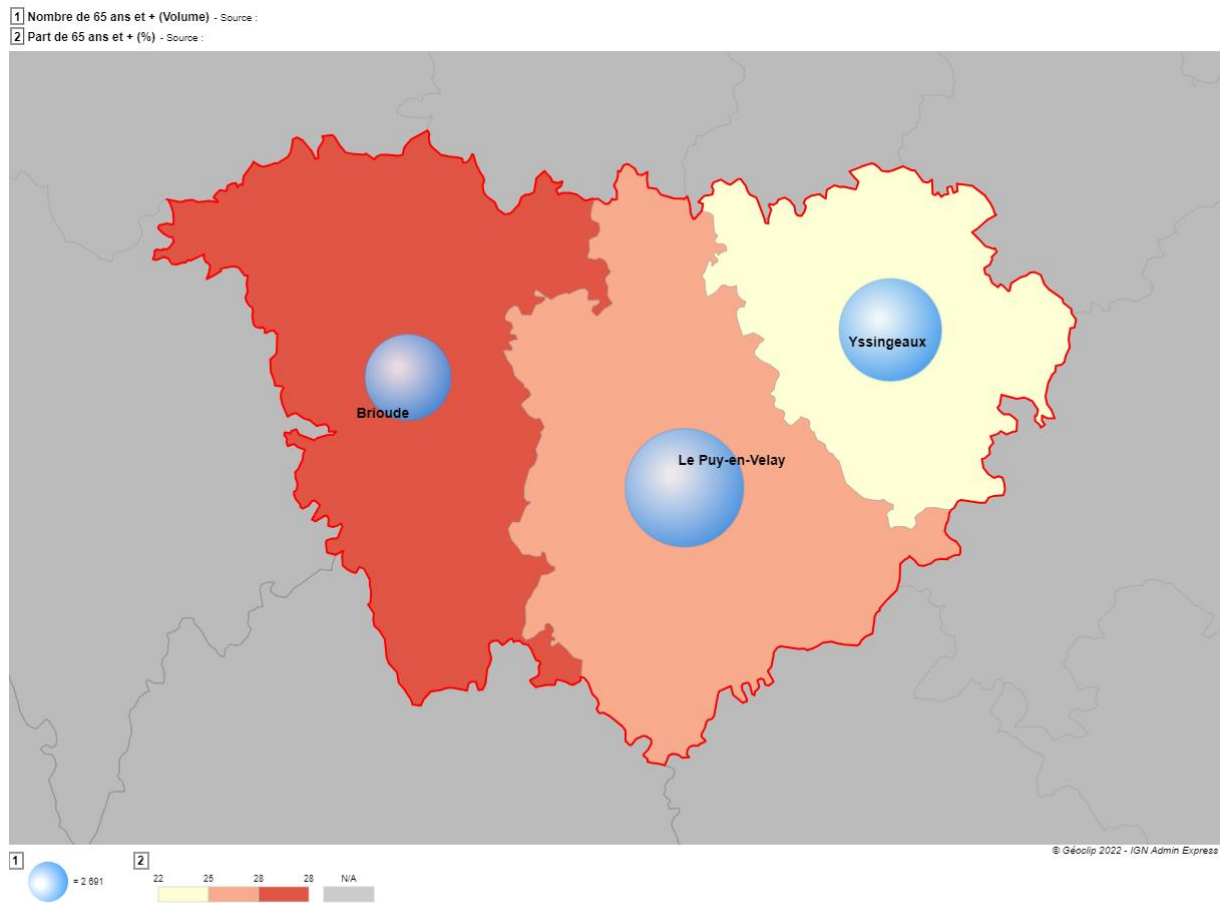 1 Nombre de 65 ans et + (Volume) - Source :
2 Part de 65 ans et + (%) - Source :
Yssingeaux
Brioude
Le Puy-en-Velay
© Géoclip 2022 - IGN Admin Express
1 2
= 2 691
22 25 28 28 N/A